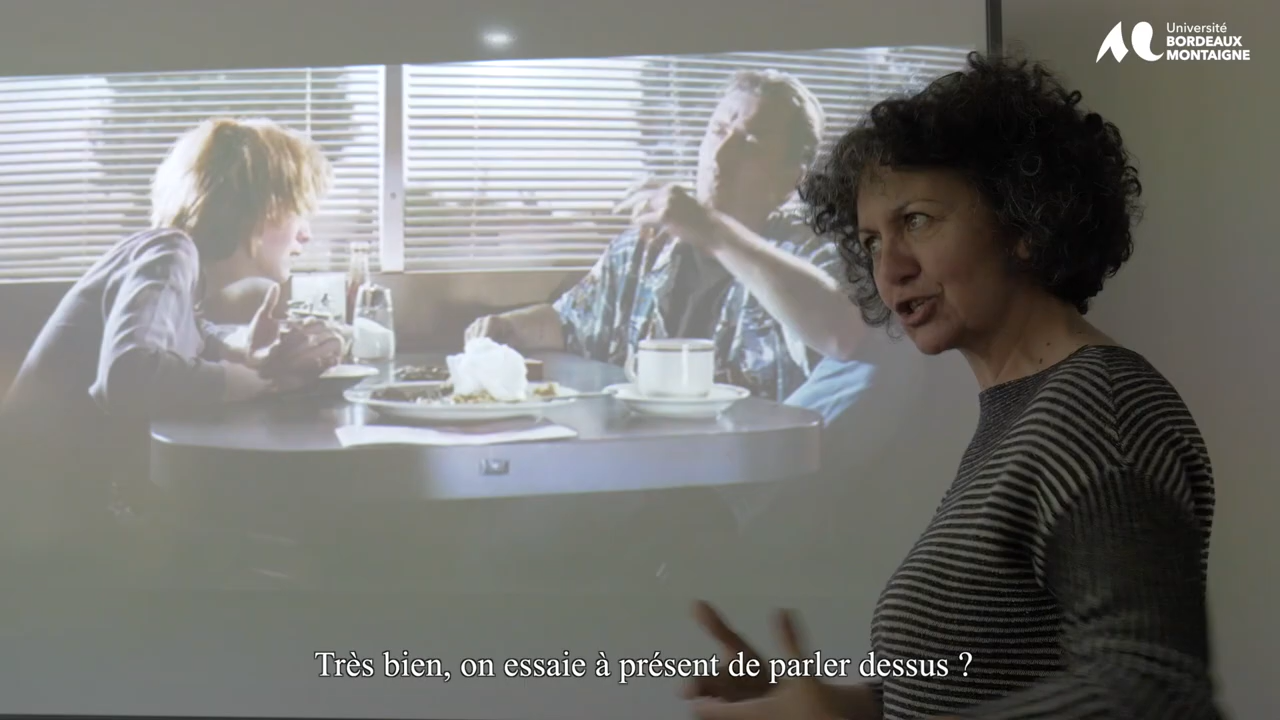 Université
BORDEAUX
MONTAIGNE
Très bien, on essaie à présent de parler dessus ?